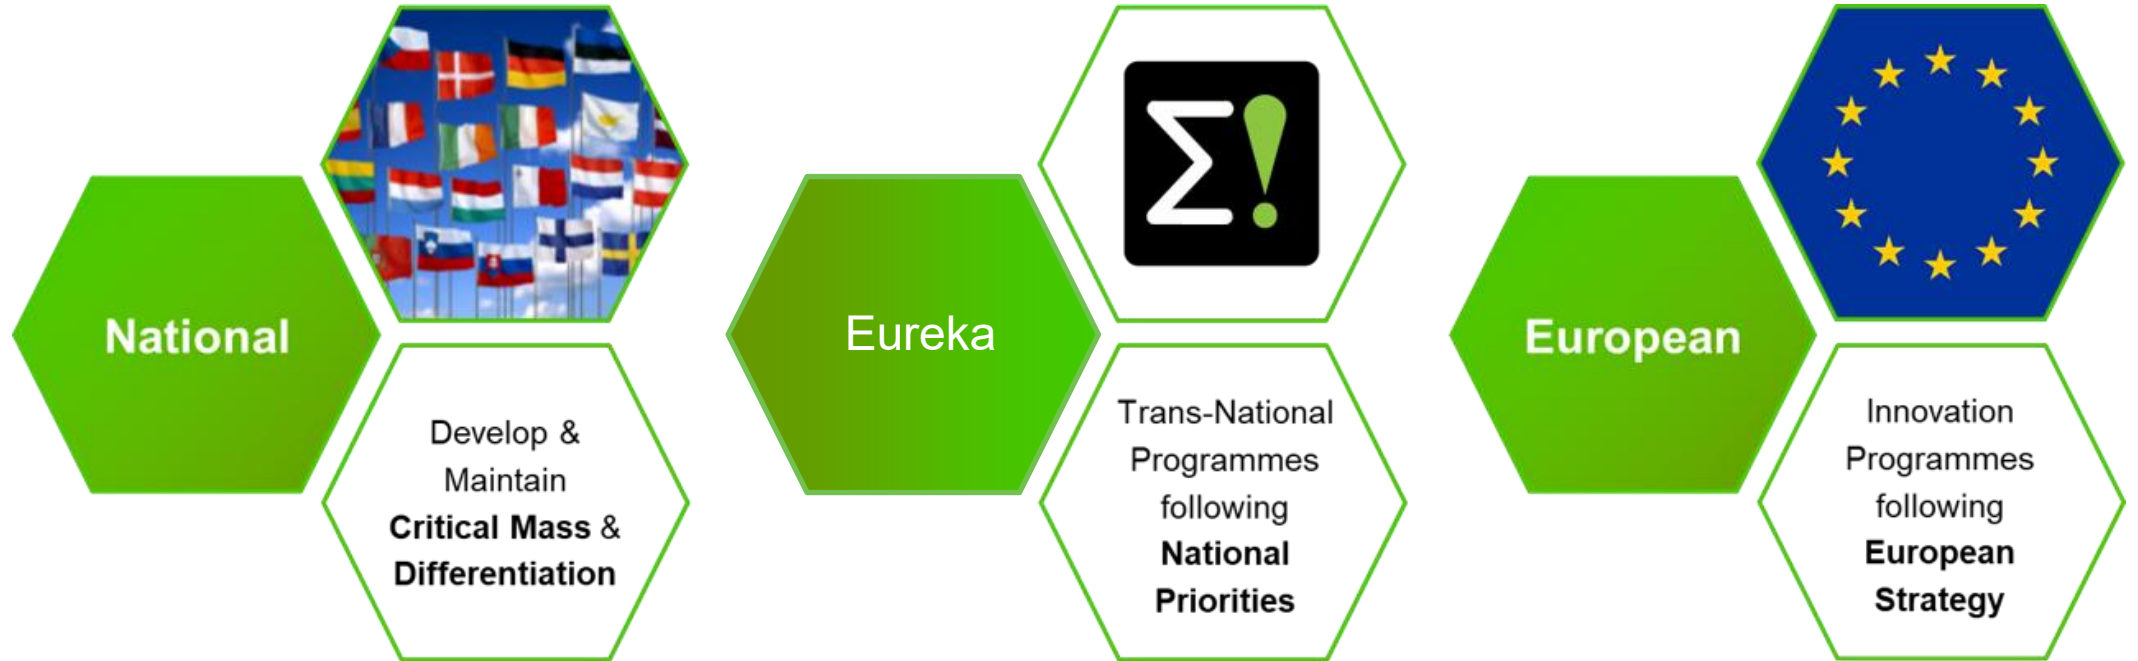 National
Develop &
Maintain
Critical Mass &
Differentiation
Eureka
Σ!
Trans-National
Programmes
following
National
Priorities
European
Innovation
Programmes
following
European
Strategy